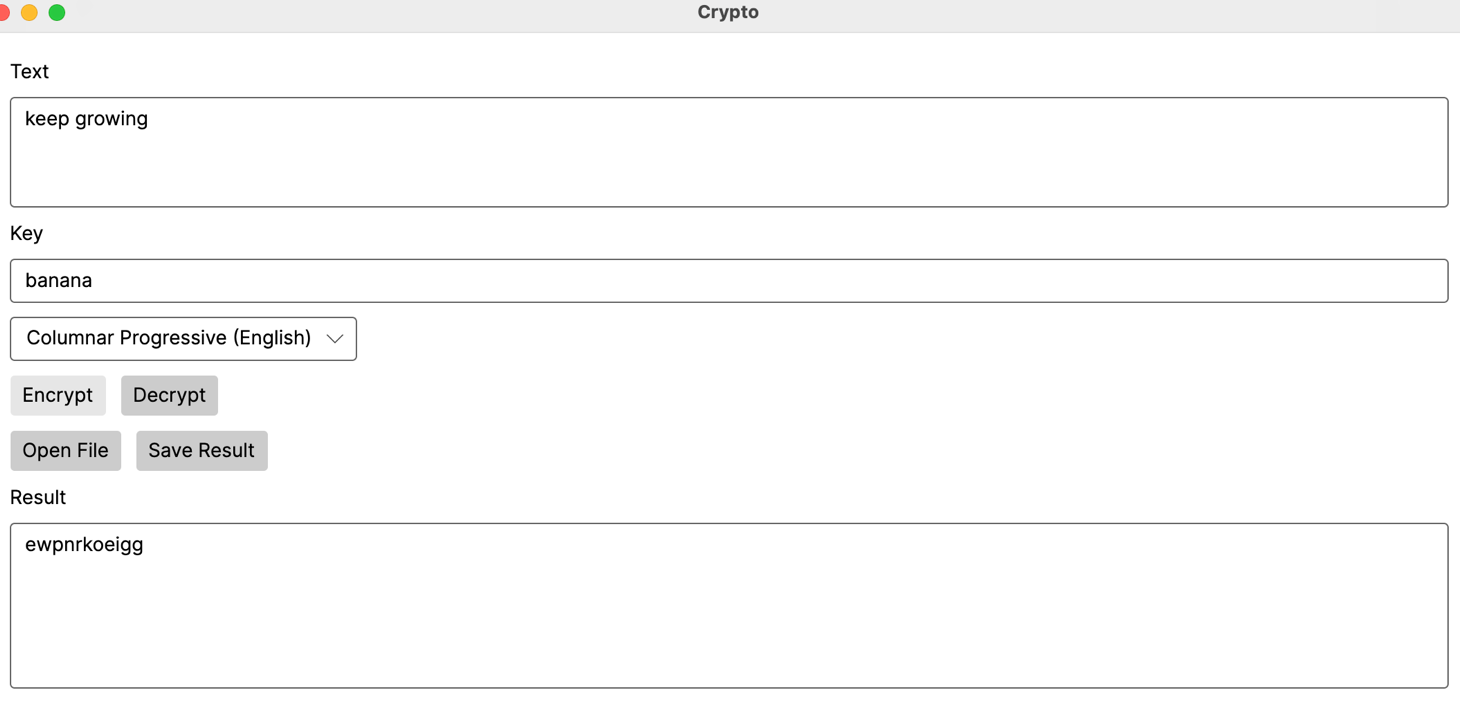 Crypto
Text
keep growing
Key
banana
Columnar Progressive (English)
Encrypt Decrypt
Open File Save Result
Result
ewpnrkoeigg